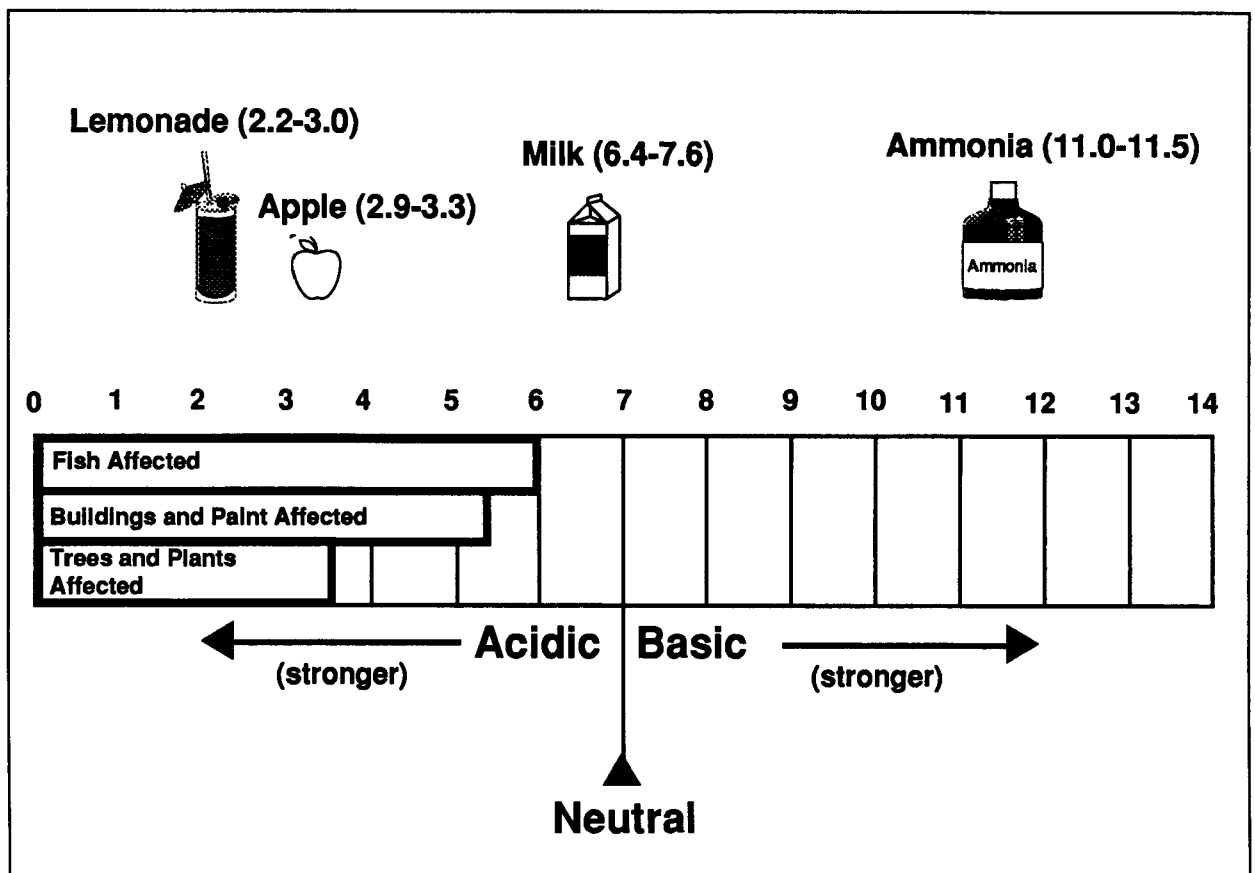 Lemonade (2.2-3.0)
Apple (2.9-3.3)
Milk (6.4-7.6)
Ammonia (11.0-11.5)
Ammonia
0 1 2 3 4 5 6 7 8 9 10 11 12 13 14
Fish Affected
Buildings and Paint Affected
Trees and Plants
Affected
Acidic Basic
(stronger) (stronger)
Neutral